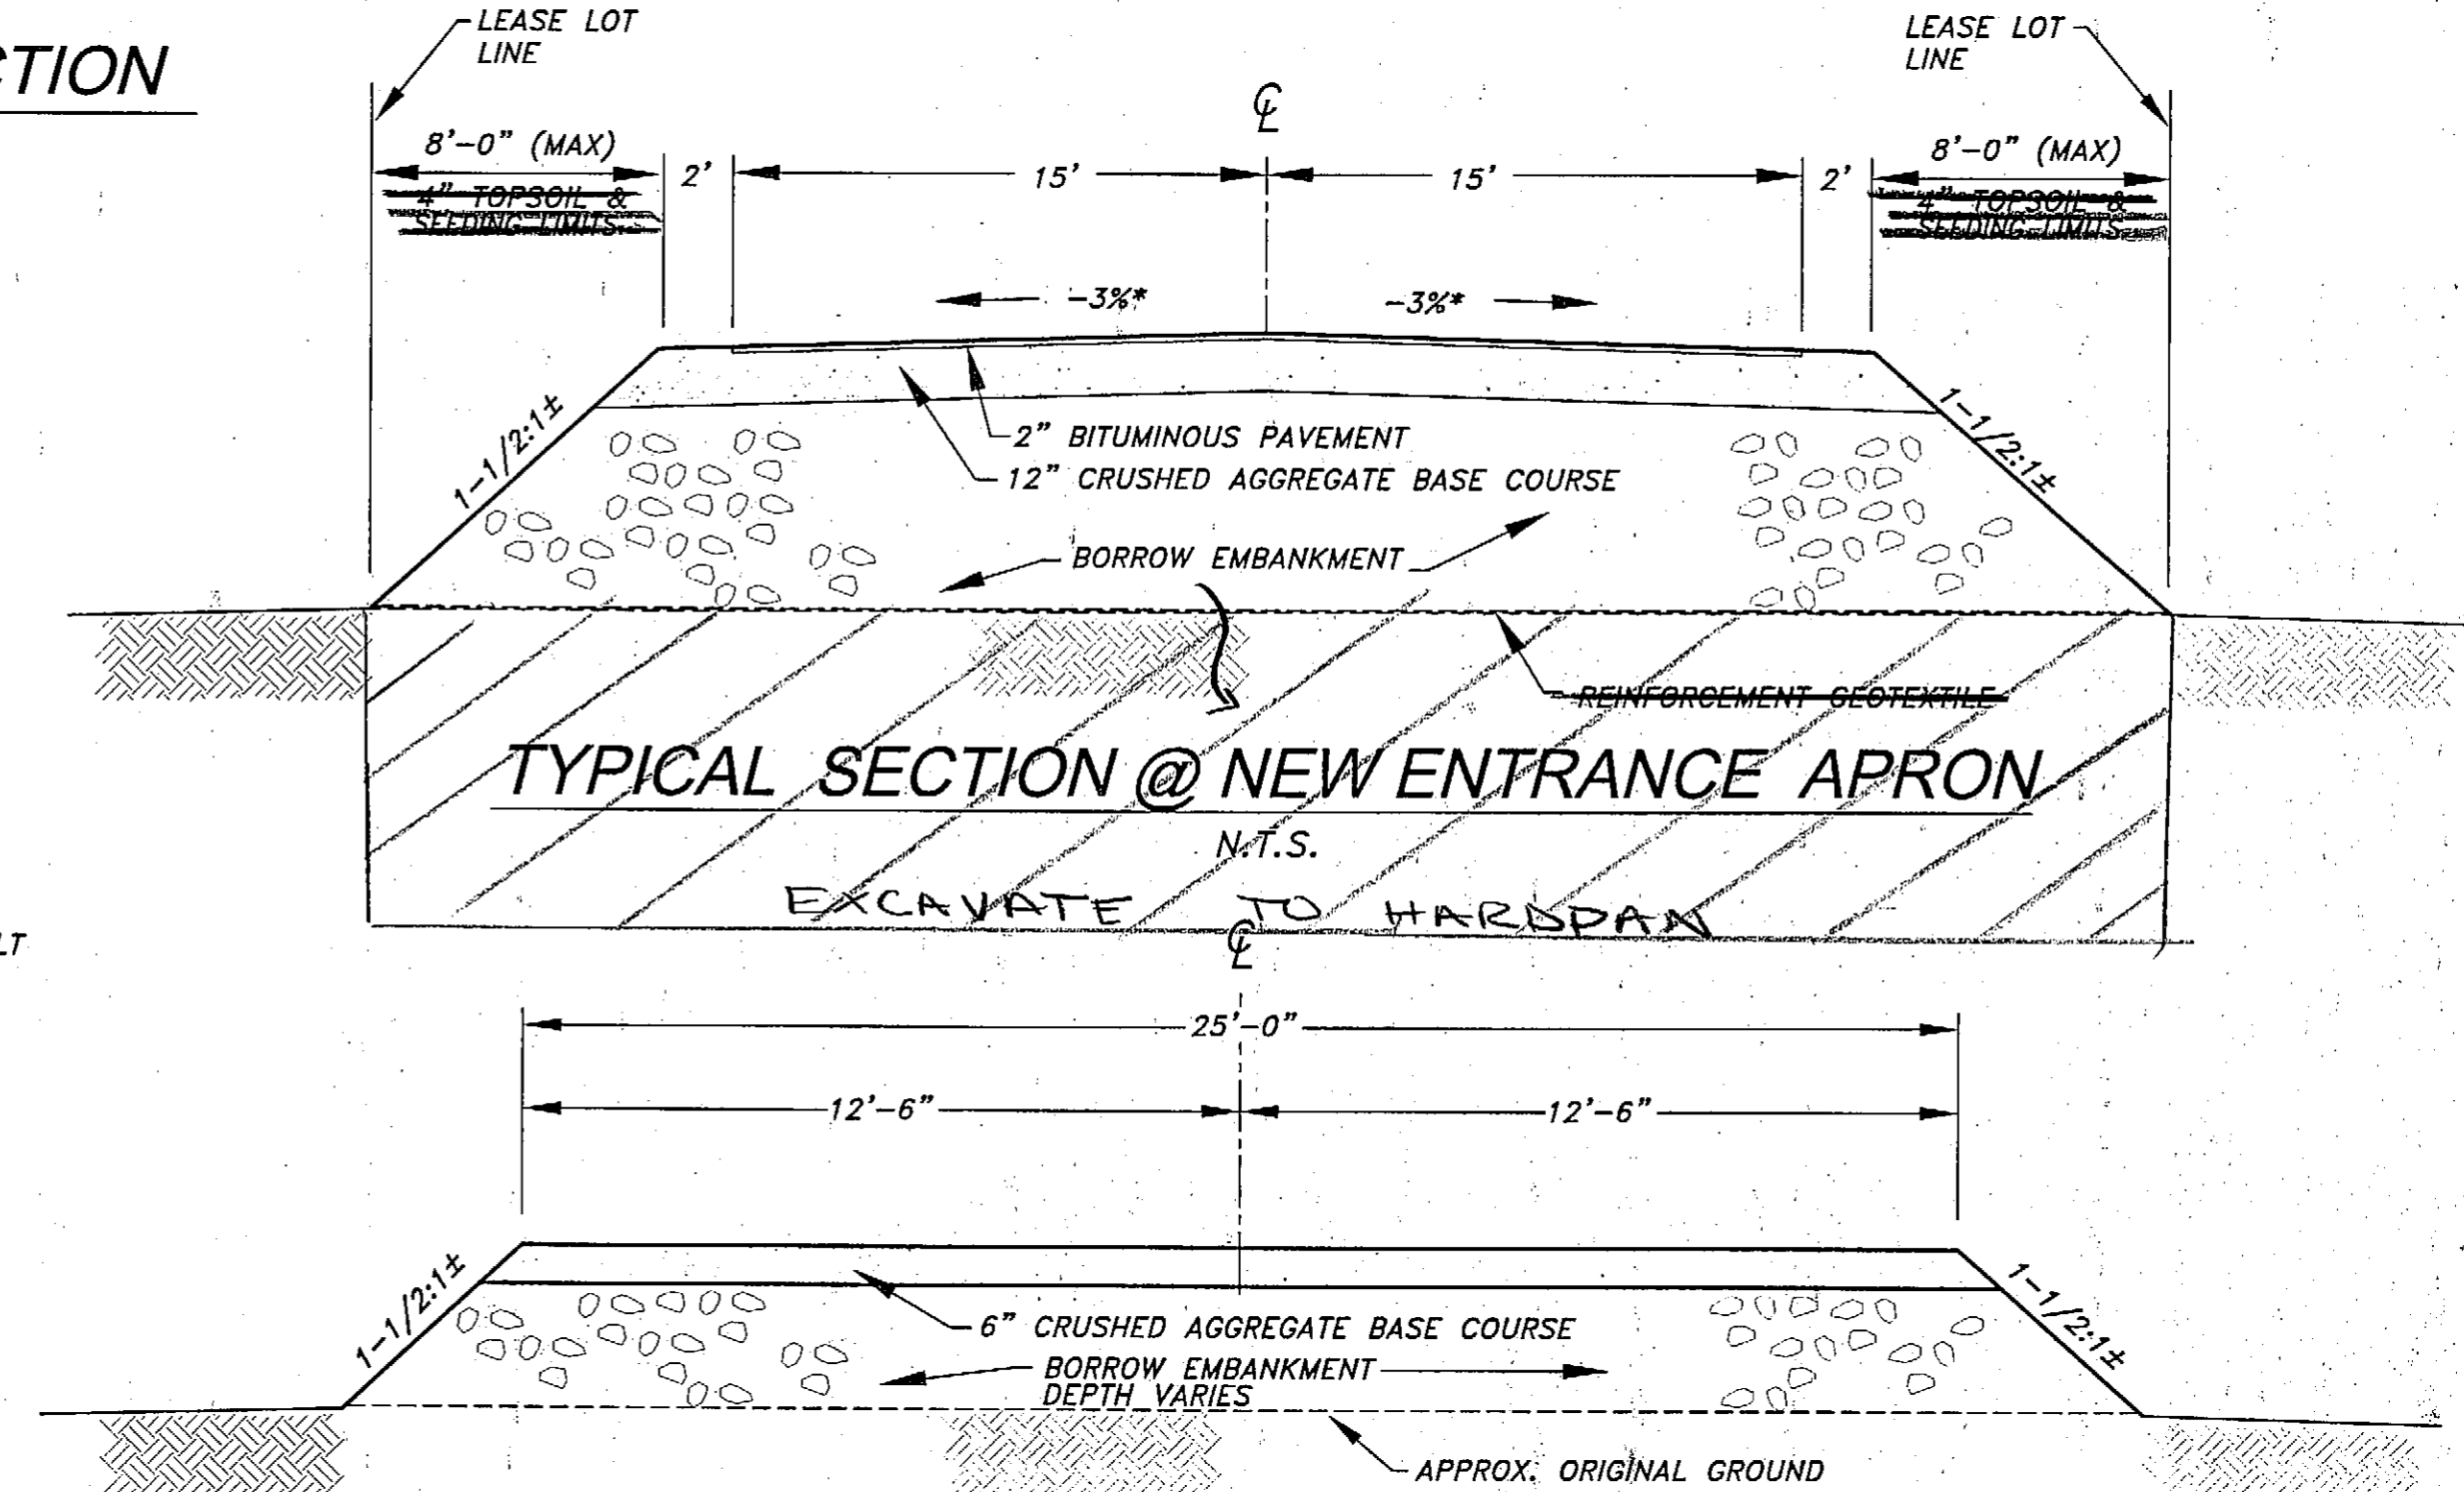 CTION
LEASE LOT
LINE
LEASE LOT
LINE
℄
8'-0" (MAX)
2'
15'
15'
2'
8'-0" (MAX)
4" TOPSOIL &
SEEDING LIMITS
4" TOPSOIL &
SEEDING LIMITS
-3%*
-3%*
1-1/2:1±
1-1/2:1±
2" BITUMINOUS PAVEMENT
12" CRUSHED AGGREGATE BASE COURSE
BORROW EMBANKMENT
REINFORCEMENT GEOTEXTILE
TYPICAL SECTION @ NEW ENTRANCE APRON
N.T.S.
EXCAVATE TO HARDPAN
LT
℄
25'-0"
12'-6"
12'-6"
1-1/2:1±
1-1/2:1±
6" CRUSHED AGGREGATE BASE COURSE
BORROW EMBANKMENT
DEPTH VARIES
APPROX. ORIGINAL GROUND